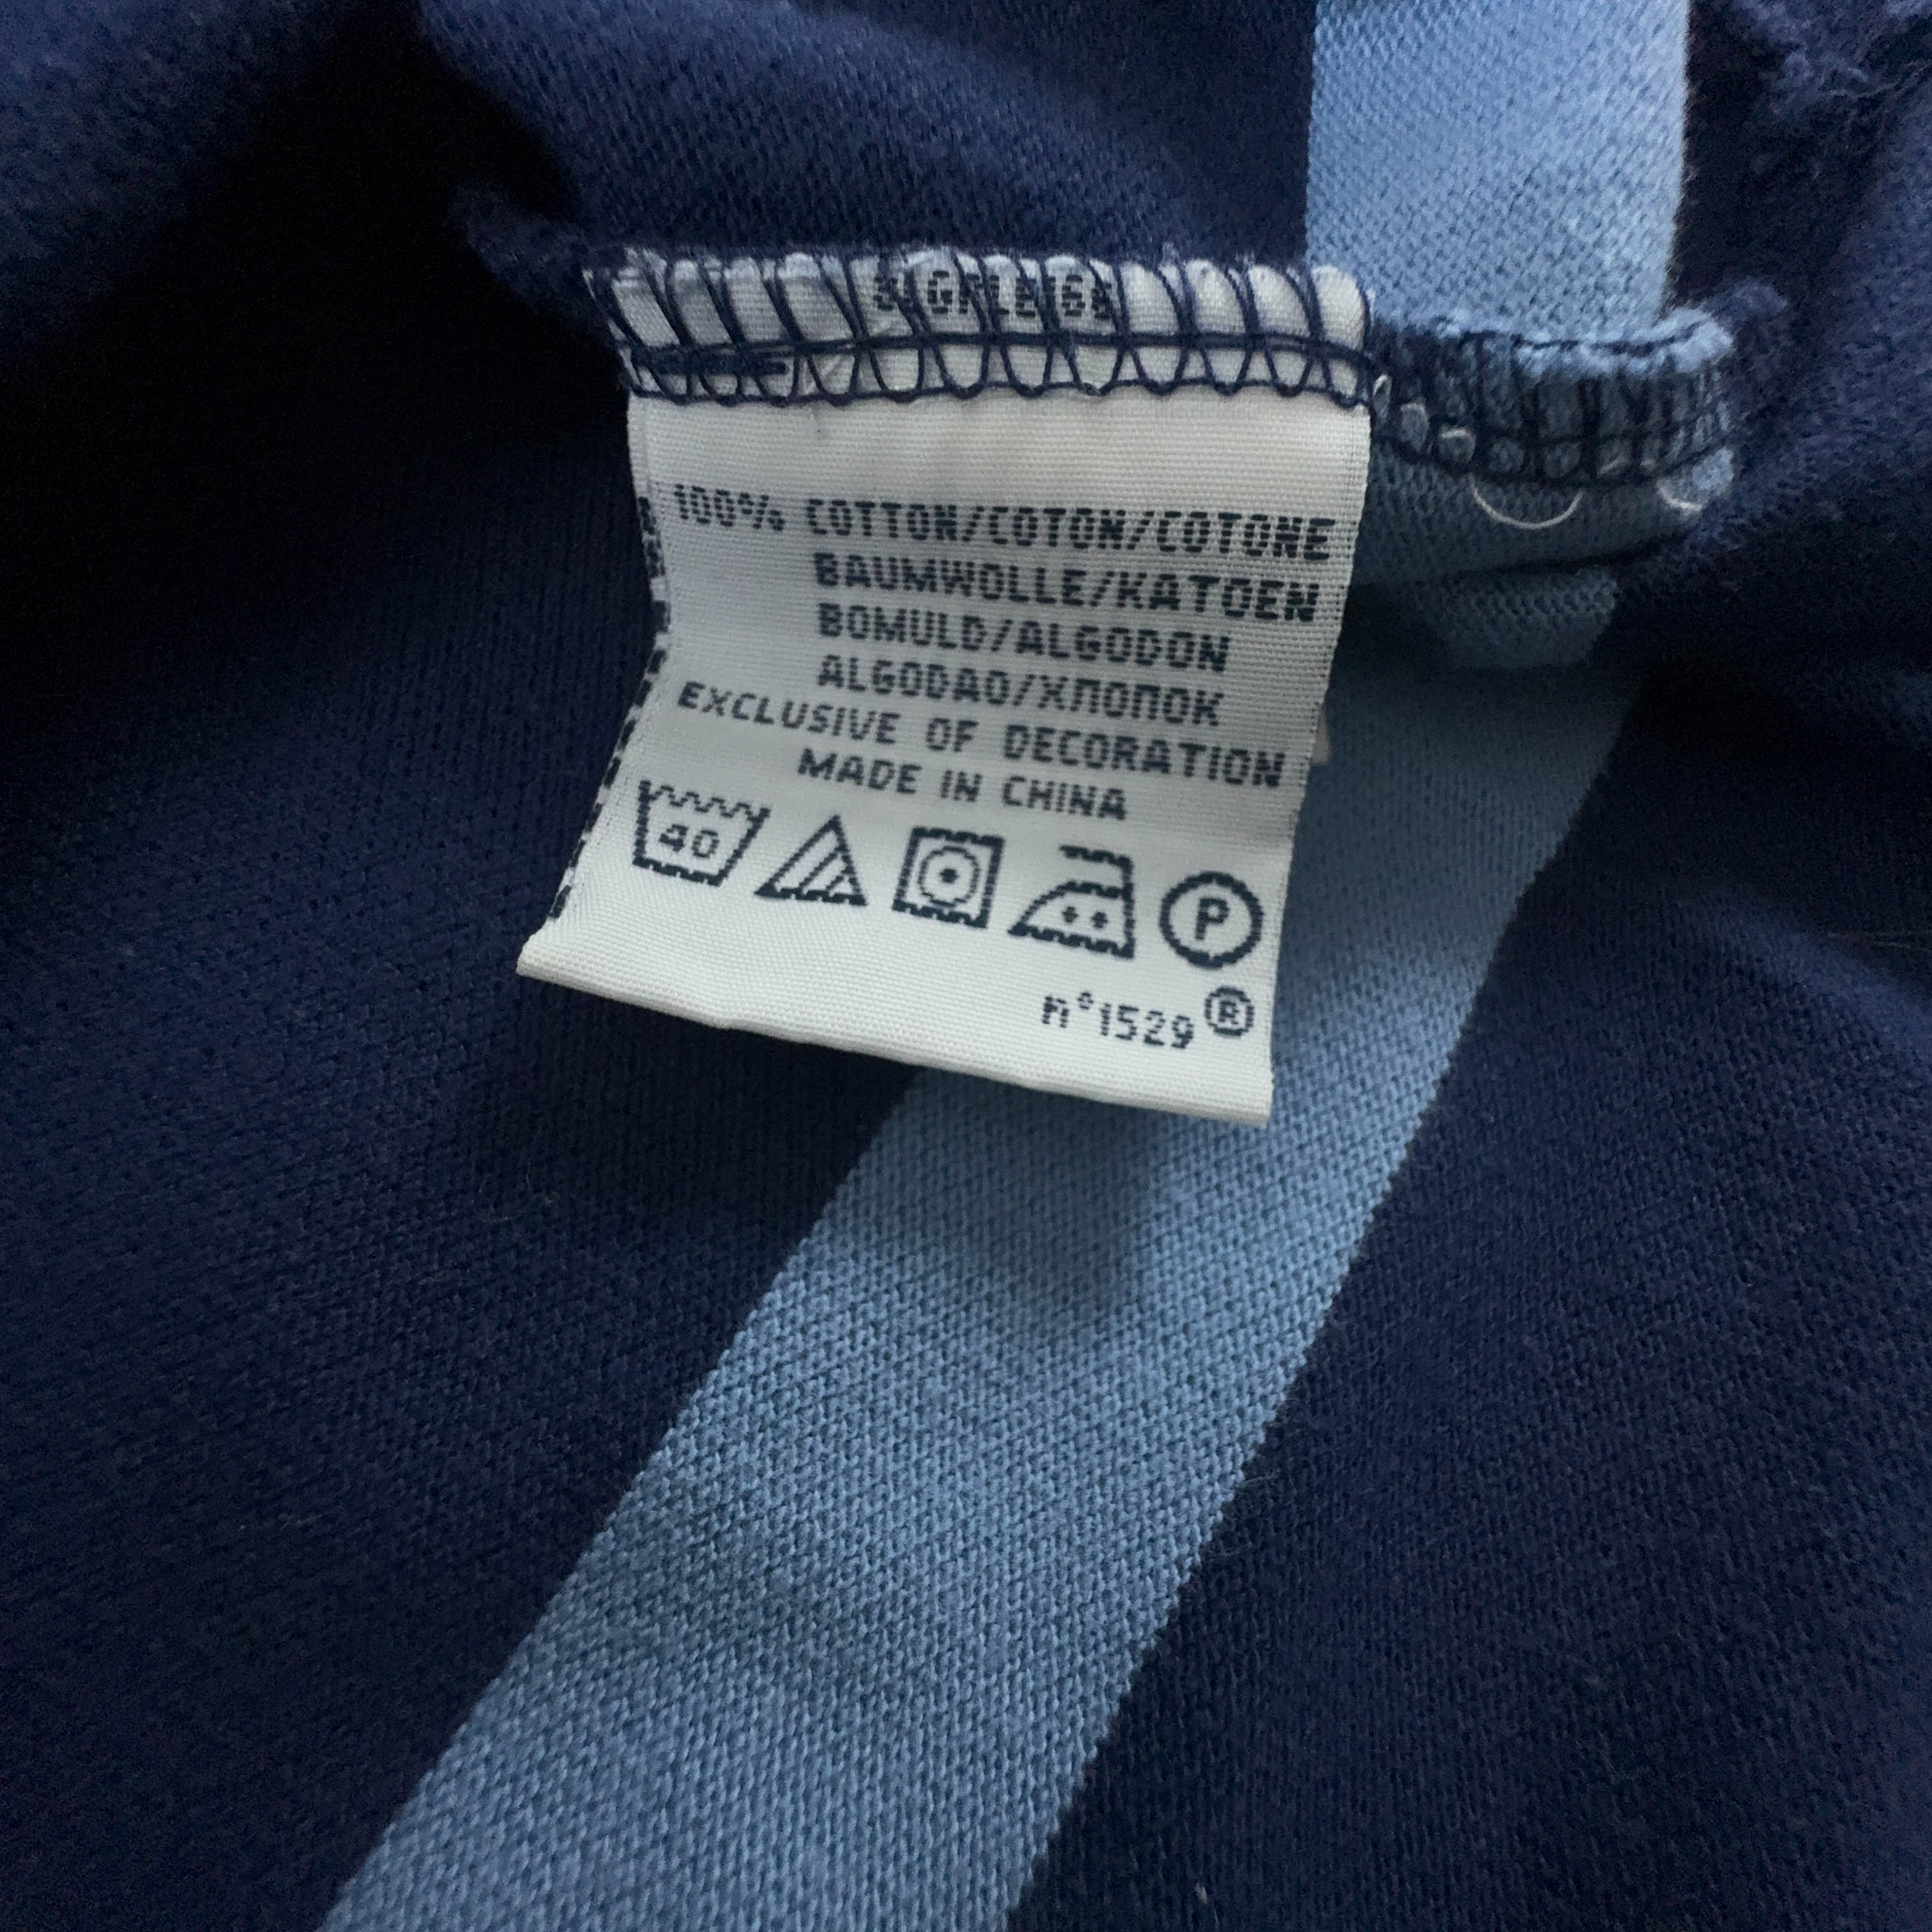 100% COTTON/COTON/COTONE
BAUMWOLLE/KATOEN
BOMULD/ALGODON
ALGODAO/ХЛОПОК
EXCLUSIVE OF DECORATION
MADE IN CHINA
40
P
n°1529®